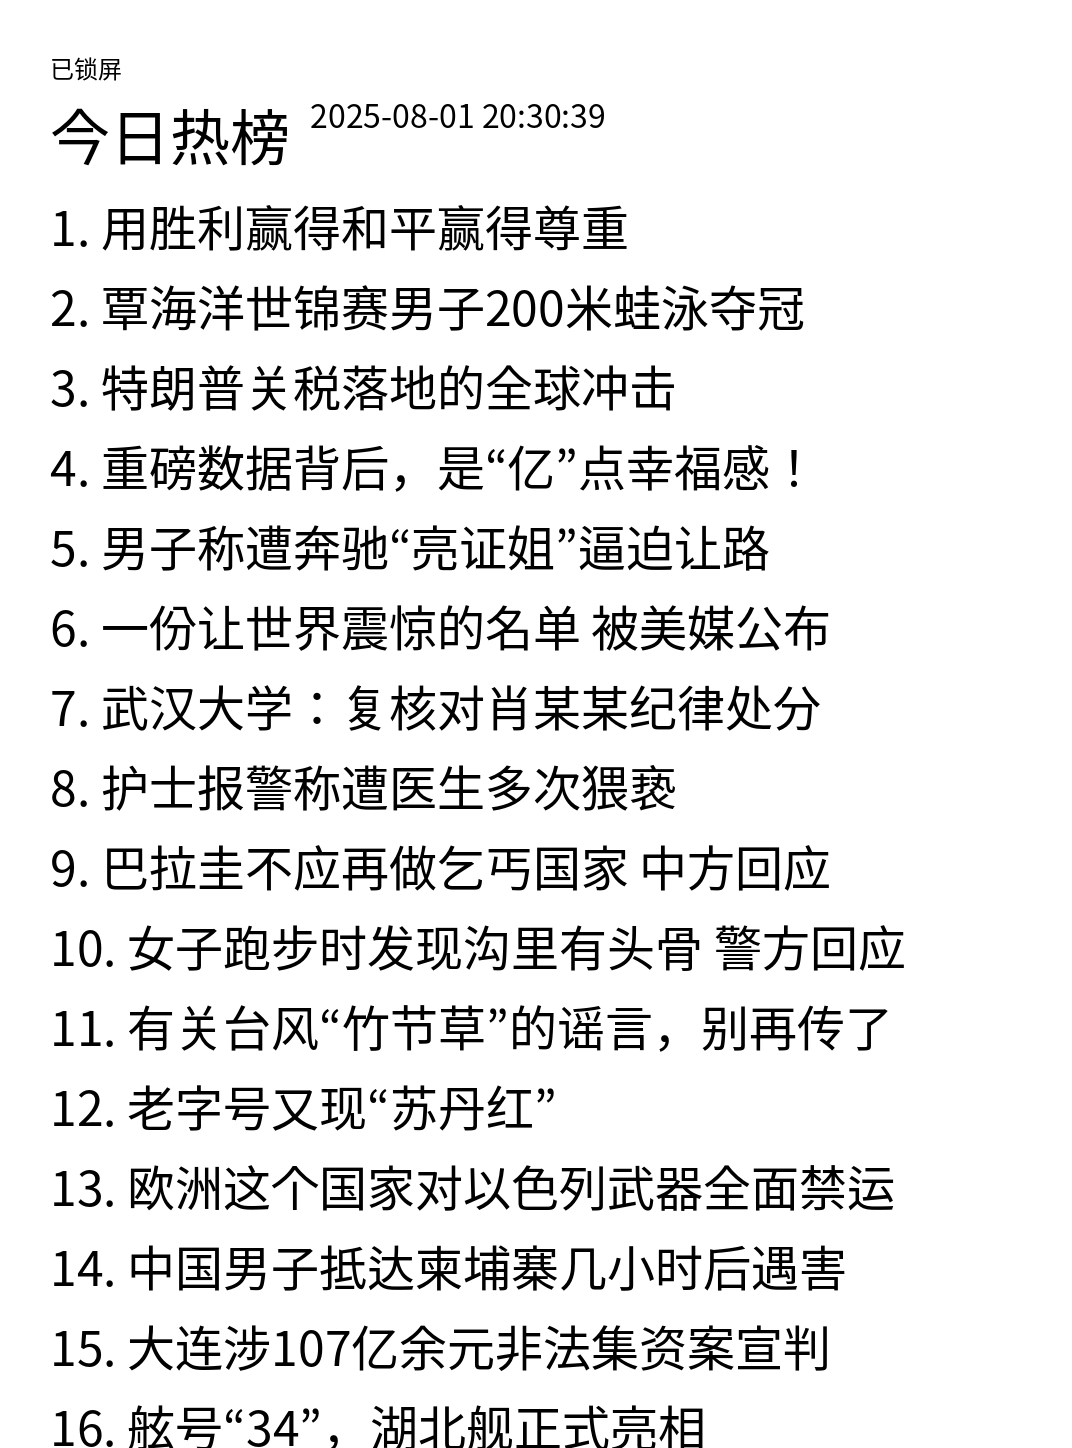 已锁屏
今日热榜 2025-08-01 20:30:39
1. 用胜利赢得和平赢得尊重
2. 覃海洋世锦赛男子200米蛙泳夺冠
3. 特朗普关税落地的全球冲击
4. 重磅数据背后，是“亿”点幸福感！
5. 男子称遭奔驰“亮证姐”逼迫让路
6. 一份让世界震惊的名单 被美媒公布
7. 武汉大学：复核对肖某某纪律处分
8. 护士报警称遭医生多次猥亵
9. 巴拉圭不应再做乞丐国家 中方回应
10. 女子跑步时发现沟里有头骨 警方回应
11. 有关台风“竹节草”的谣言，别再传了
12. 老字号又现“苏丹红”
13. 欧洲这个国家对以色列武器全面禁运
14. 中国男子抵达柬埔寨几小时后遇害
15. 大连涉107亿余元非法集资案宣判
16. 舷号“34”，湖北舰正式亮相